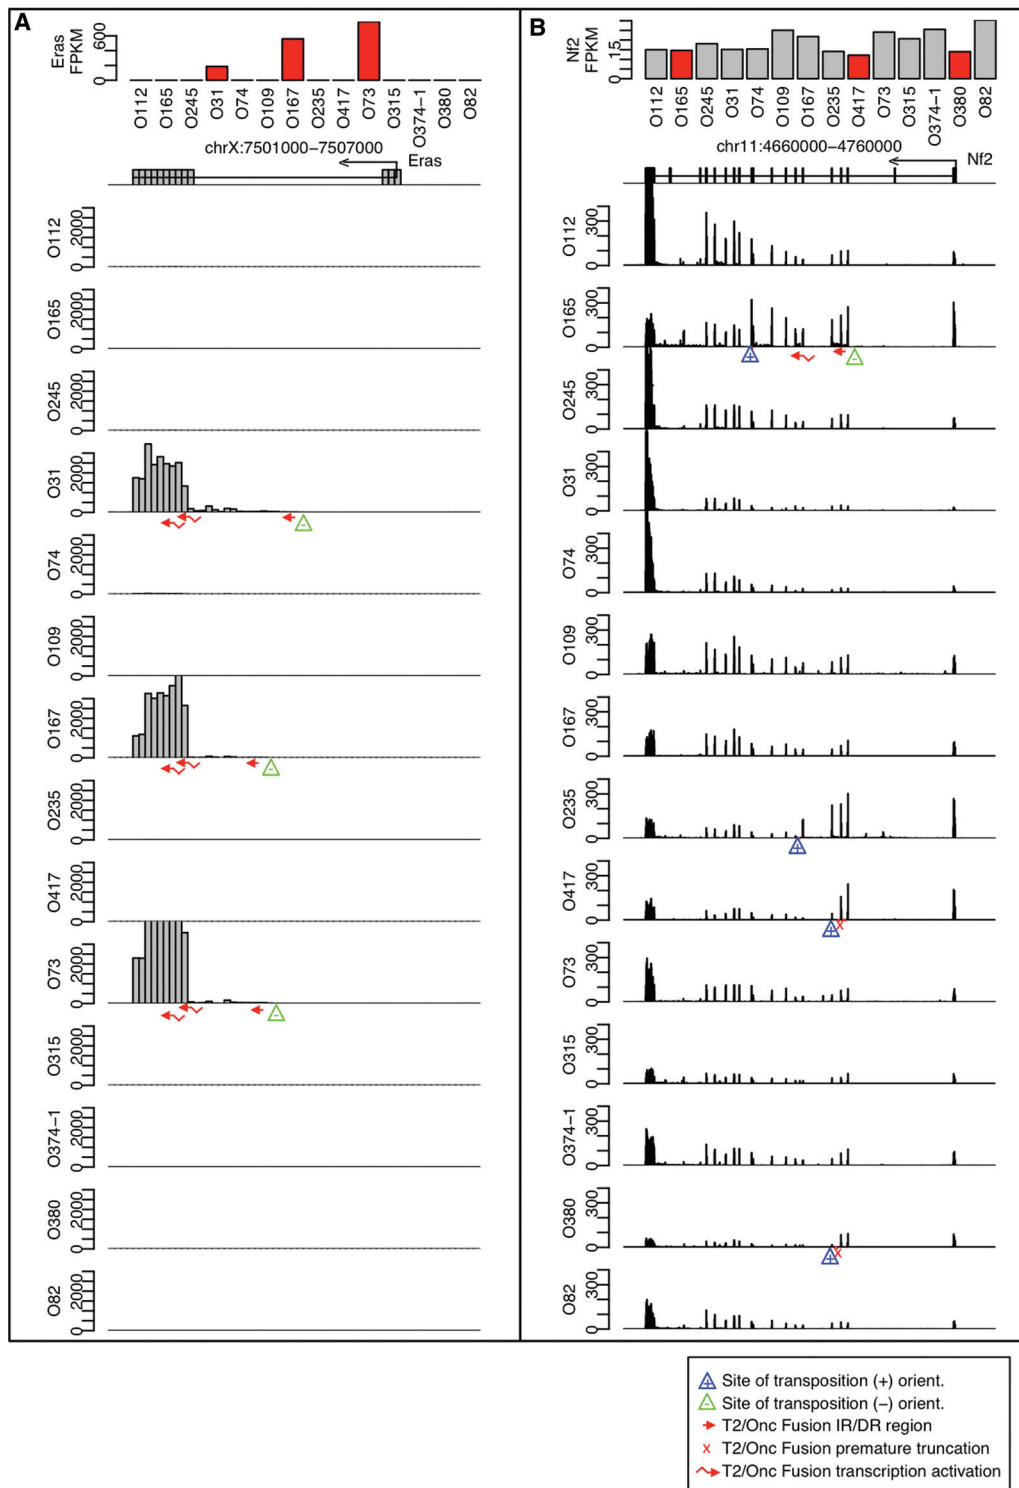 A
Eras
FPKM
0 600
O112 O165 O245 O31 O74 O109 O167 O235 O417 O73 O315 O374−1 O380 O82
chrX:7501000−7507000
Eras
O112
0 2000
O165
0 2000
O245
0 2000
O31
0 2000
O74
0 2000
O109
0 2000
O167
0 2000
O235
0 2000
O417
0 2000
O73
0 2000
O315
0 2000
O374−1
0 2000
O380
0 2000
O82
0 2000
B
Nf2
FPKM
0 15
O112 O165 O245 O31 O74 O109 O167 O235 O417 O73 O315 O374−1 O380 O82
chr11:4660000−4760000
Nf2
O112
0 300
O165
0 300
O245
0 300
O31
0 300
O74
0 300
O109
0 300
O167
0 300
O235
0 300
O417
0 300
O73
0 300
O315
0 300
O374−1
0 300
O380
0 300
O82
0 300
Site of transposition (+) orient.
Site of transposition (−) orient.
T2/Onc Fusion IR/DR region
T2/Onc Fusion premature truncation
T2/Onc Fusion transcription activation